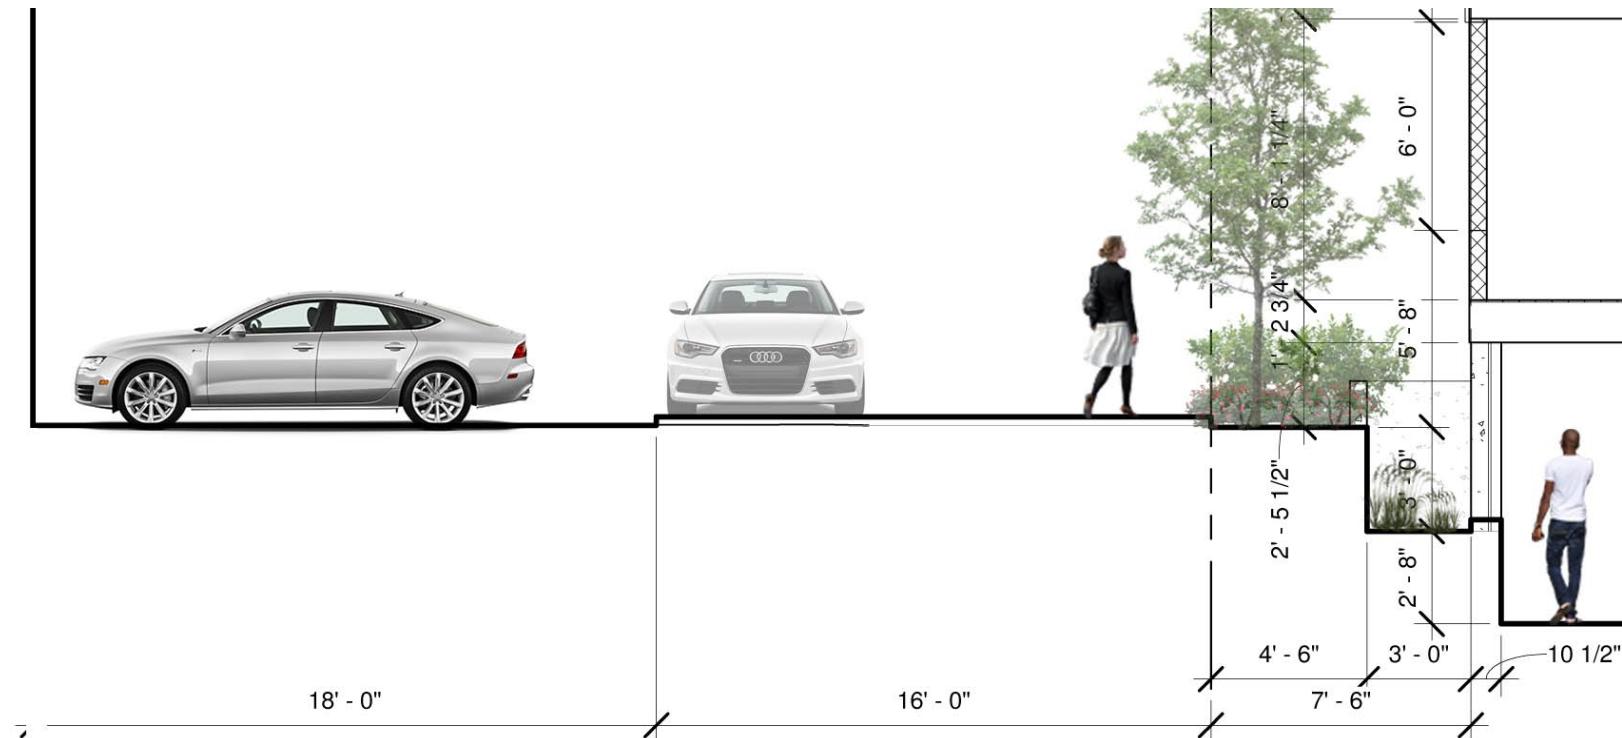 8' - 1 1/4"
6' - 0"
1' - 2 3/4"
5' - 8"
2' - 5 1/2"
3' - 0"
2' - 8"
4' - 6"
3' - 0"
10 1/2"
18' - 0"
16' - 0"
7' - 6"